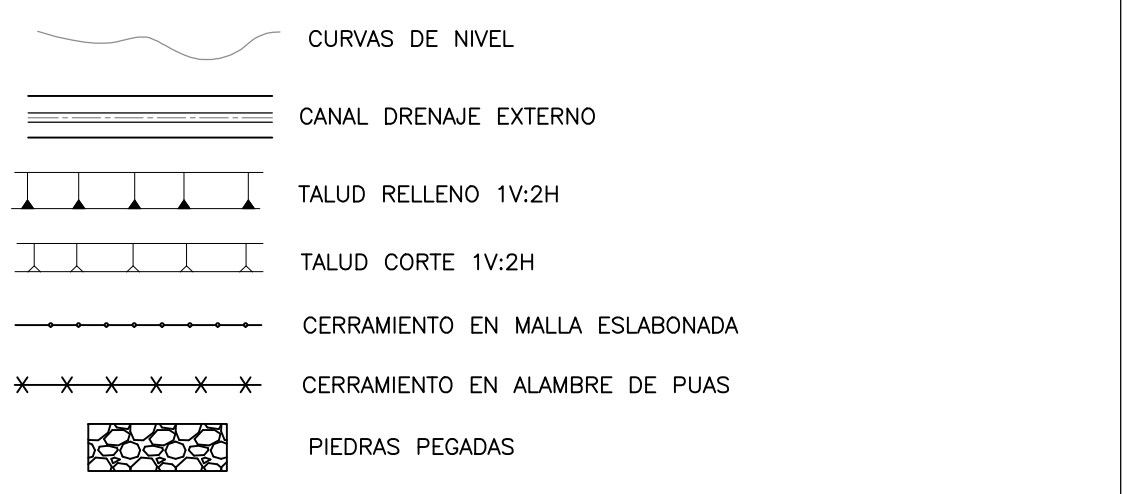 CURVAS DE NIVEL
CANAL DRENAJE EXTERNO
TALUD RELLENO 1V:2H
TALUD CORTE 1V:2H
CERRAMIENTO EN MALLA ESLABONADA
CERRAMIENTO EN ALAMBRE DE PUAS
PIEDRAS PEGADAS